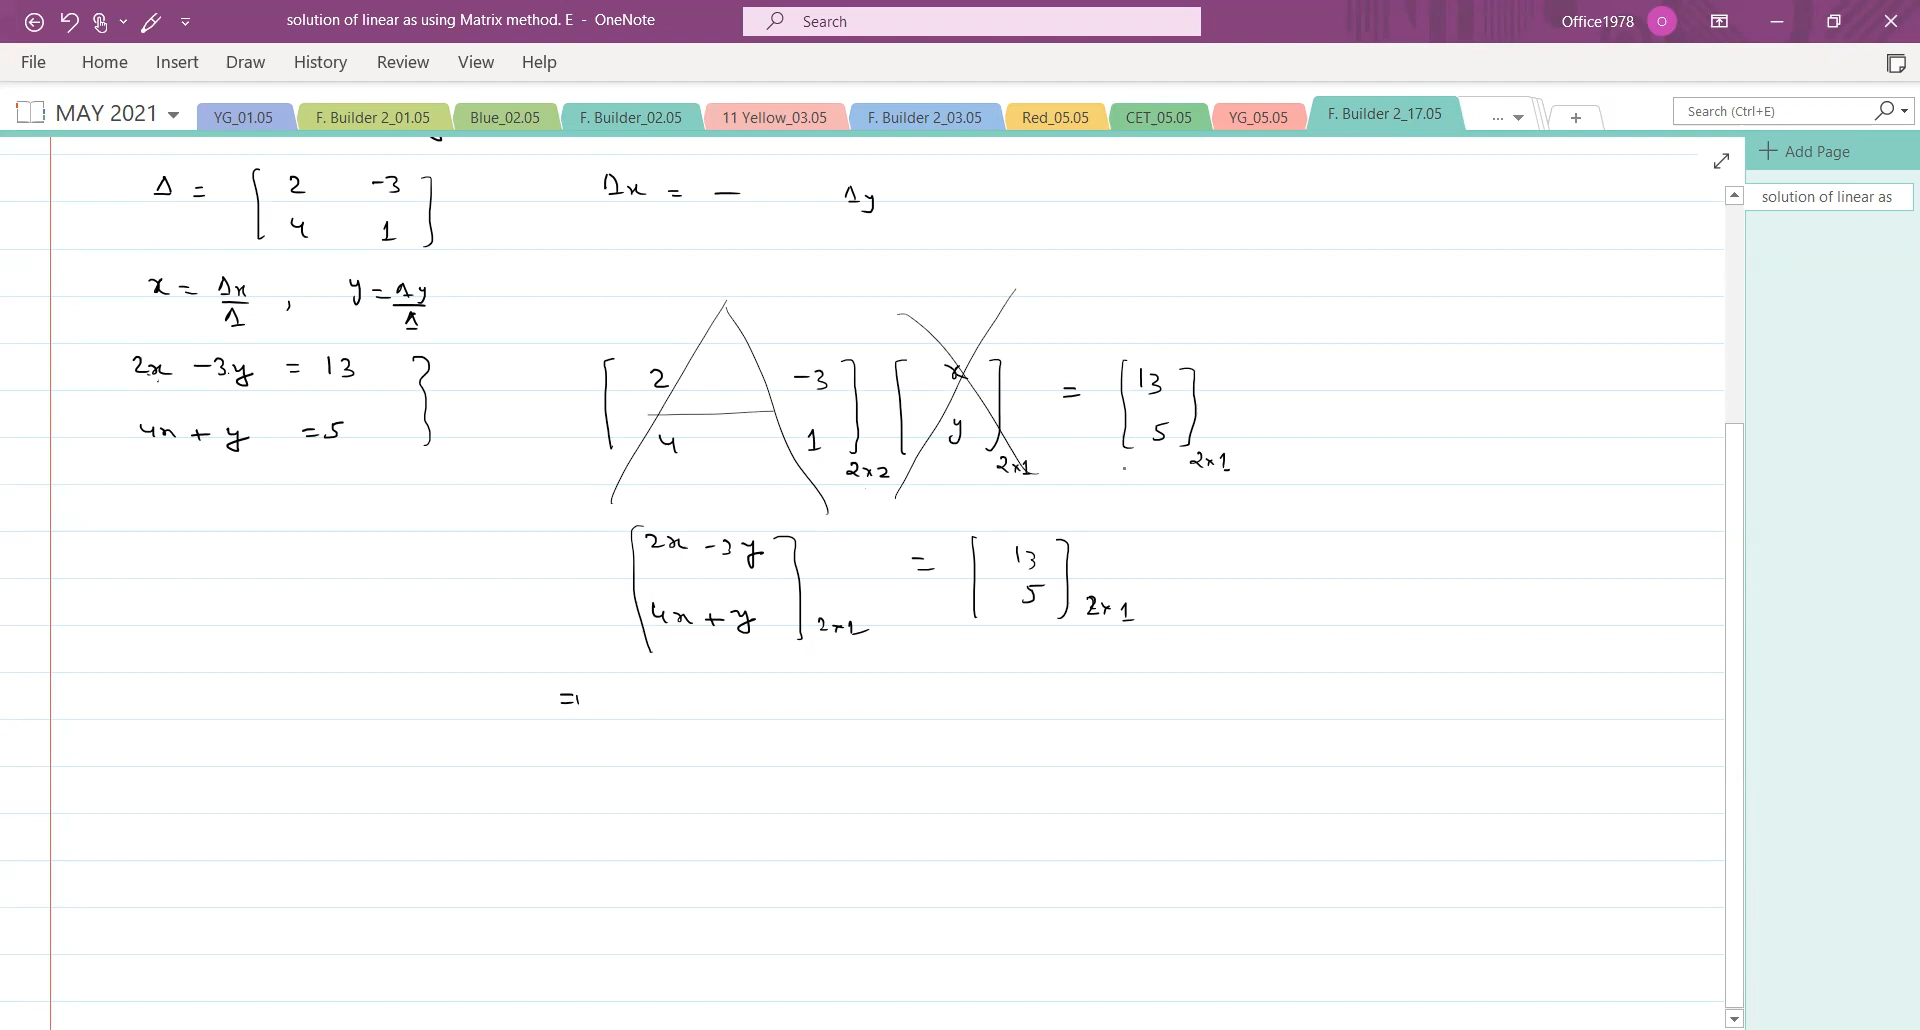 solution of linear as using Matrix method. E - OneNote
Search
Office1978
O
File Home Insert Draw History Review View Help
MAY 2021
YG_01.05
F. Builder 2_01.05
Blue_02.05
F. Builder_02.05
11 Yellow_03.05
F. Builder 2_03.05
Red_05.05
CET_05.05
YG_05.05
F. Builder 2_17.05
...
+
Search (Ctrl+E)
+ Add Page
solution of linear as
Δ = [ 2 -3
4 1 ]
Δx = — Δy
x = Δx/Δ , y = Δy/Δ
2x -3y = 13
4x + y = 5 }
[ 2 -3
4 1 ] 2×2 [ x
y ] 2×1 = [ 13
5 ] 2×1
A X
[ 2x -3y
4x + y ] 2×1 = [ 13
5 ] 2×1
=